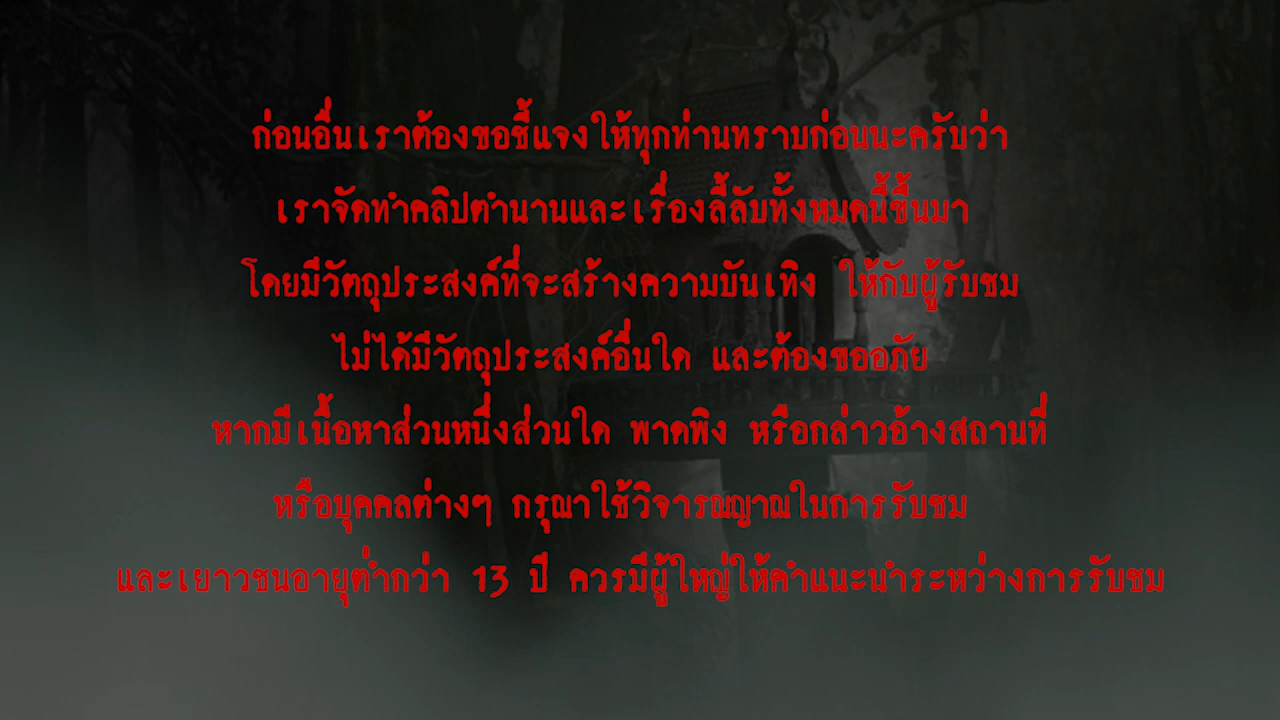 ก่อนอื่นเราต้องขอชี้แจงให้ทุกท่านทราบก่อนนะครับว่า
เราจัดทำคลิปตำนานและเรื่องลี้ลับทั้งหมดนี้ขึ้นมา
โดยมีวัตถุประสงค์ที่จะสร้างความบันเทิง ให้กับผู้รับชม
ไม่ได้มีวัตถุประสงค์อื่นใด และต้องขออภัย
หากมีเนื้อหาส่วนหนึ่งส่วนใด พาดพิง หรือกล่าวอ้างสถานที่
หรือบุคคลต่างๆ กรุณาใช้วิจารณญาณในการรับชม
และเยาวชนอายุต่ำกว่า 13 ปี ควรมีผู้ใหญ่ให้คำแนะนำระหว่างการรับชม